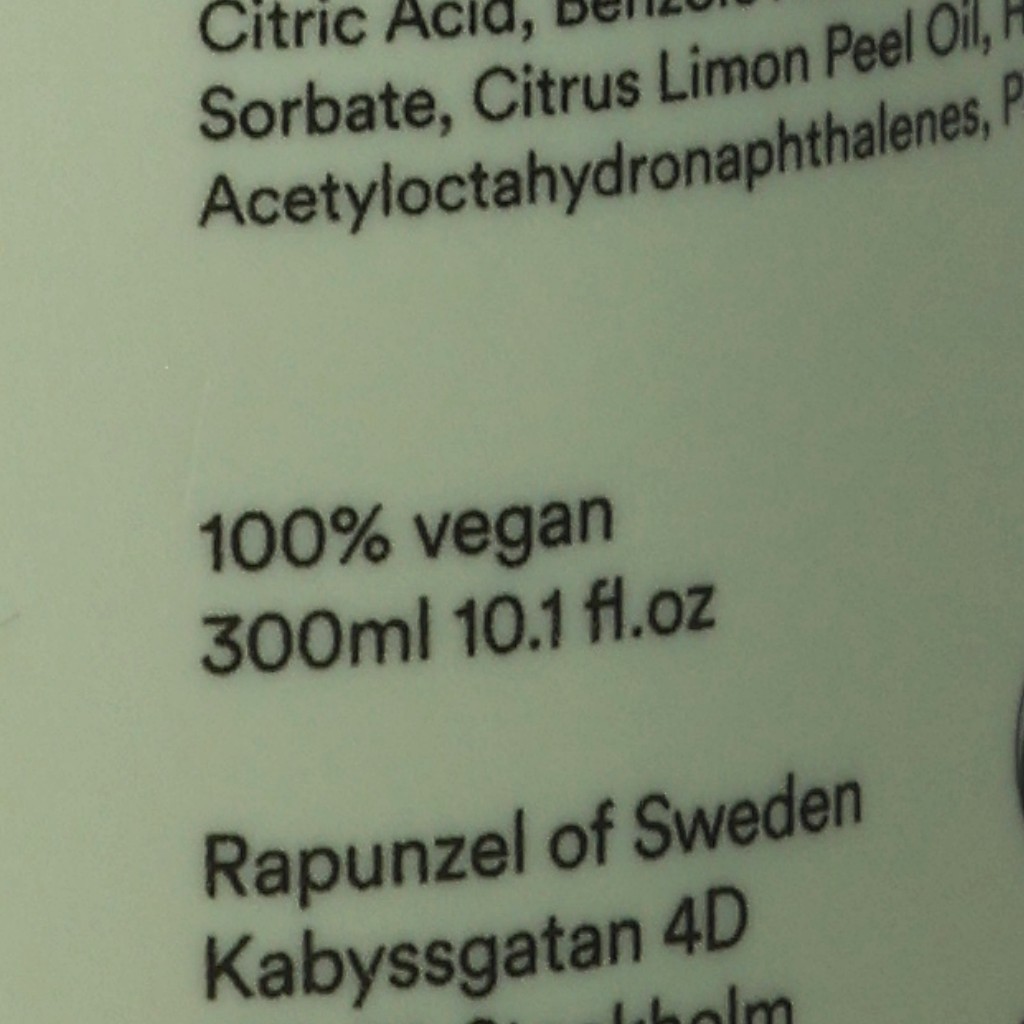 Citric Acid,
Sorbate, Citrus Limon Peel Oil,
Acetyloctahydronaphthalenes,
100% vegan
300ml 10.1 fl.oz
Rapunzel of Sweden
Kabyssgatan 4D